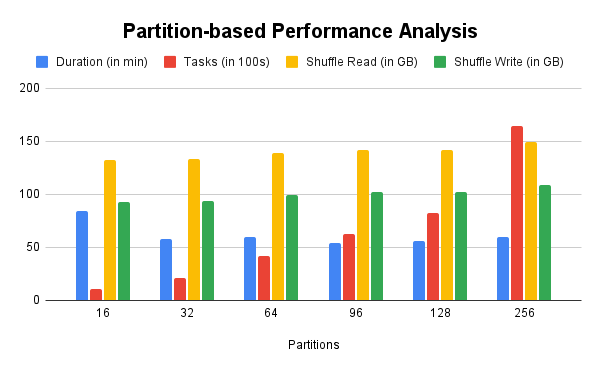 Partition-based Performance Analysis
Duration (in min) Tasks (in 100s) Shuffle Read (in GB) Shuffle Write (in GB)
200
150
100
50
0
16 32 64 96 128 256
Partitions